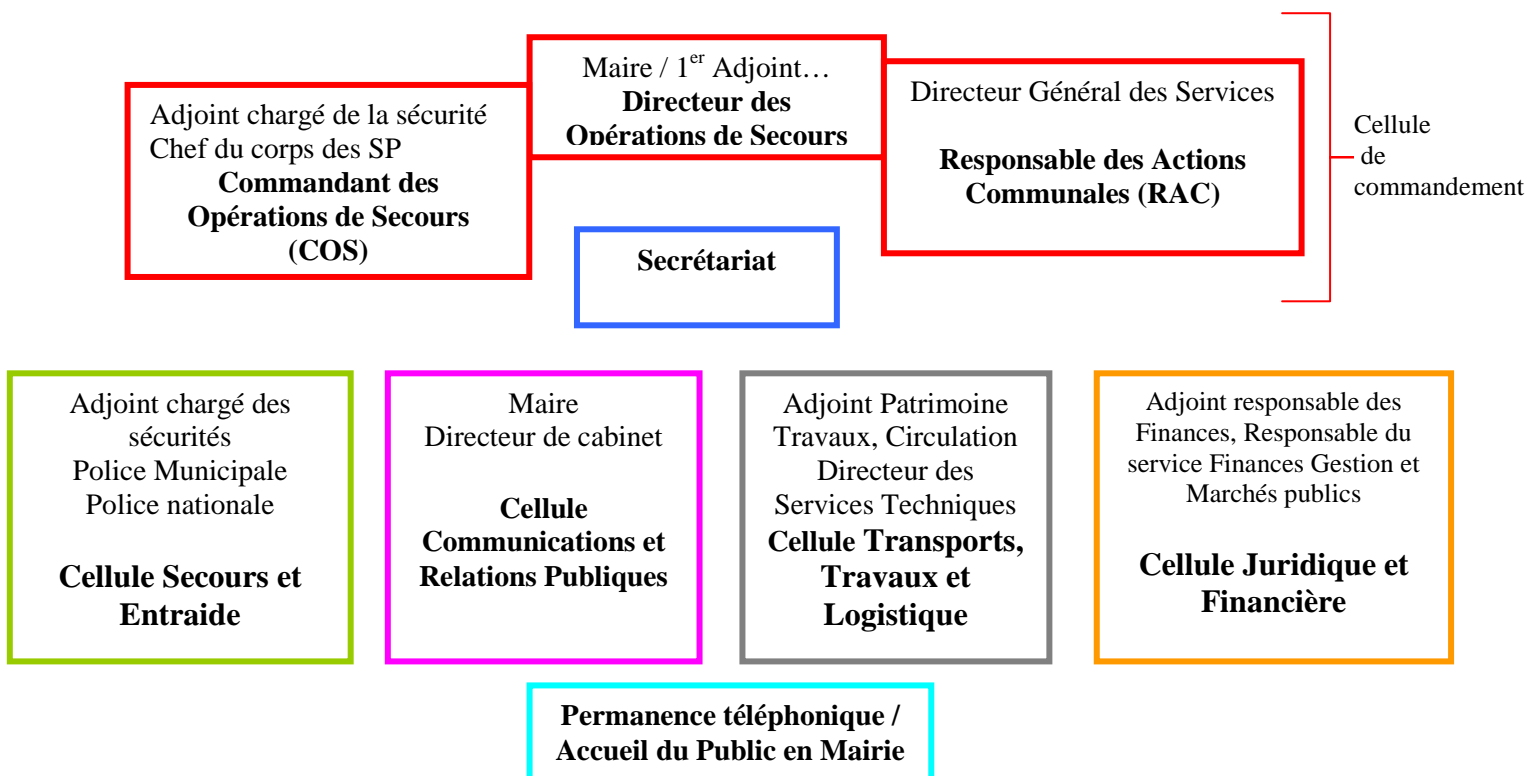 Maire / 1er Adjoint…
Directeur des
Opérations de Secours
Adjoint chargé de la sécurité
Chef du corps des SP
Commandant des
Opérations de Secours
(COS)
Directeur Général des Services
Responsable des Actions
Communales (RAC)
Cellule
de
commandement
Secrétariat
Adjoint chargé des
sécurités
Police Municipale
Police nationale
Cellule Secours et
Entraide
Maire
Directeur de cabinet
Cellule
Communications et
Relations Publiques
Adjoint Patrimoine
Travaux, Circulation
Directeur des
Services Techniques
Cellule Transports,
Travaux et
Logistique
Adjoint responsable des
Finances, Responsable du
service Finances Gestion et
Marchés publics
Cellule Juridique et
Financière
Permanence téléphonique /
Accueil du Public en Mairie